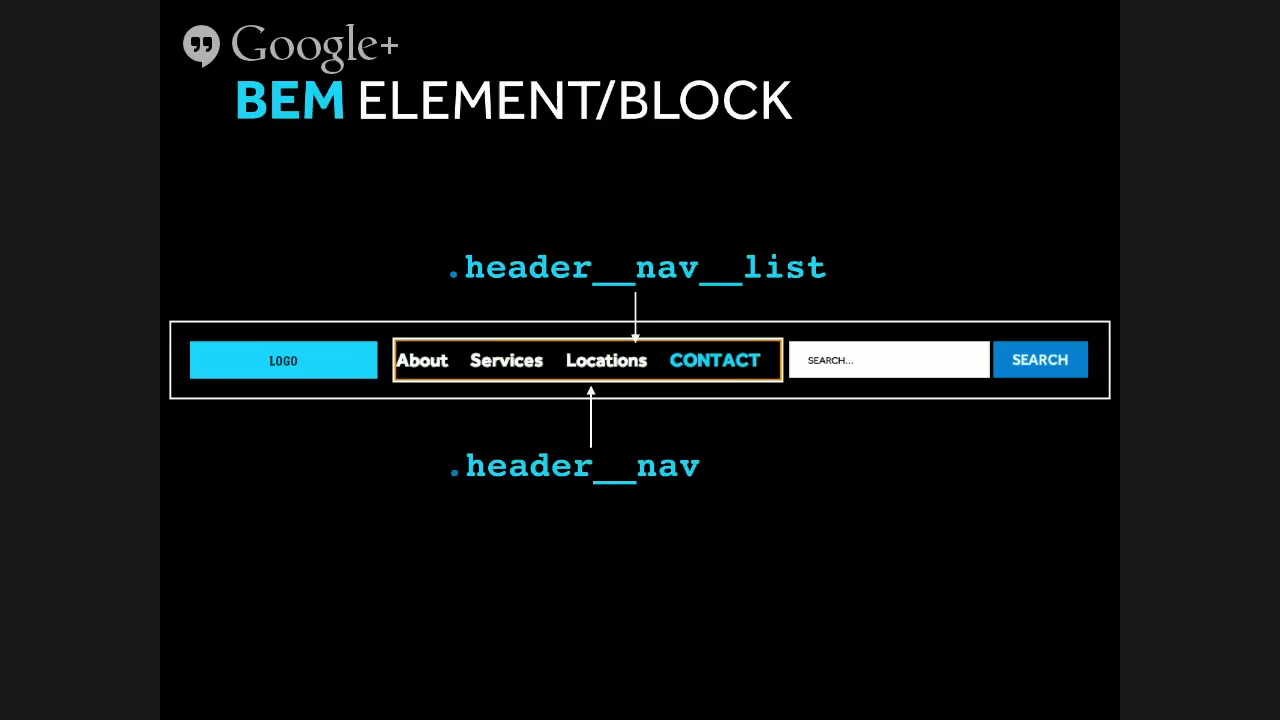 Google+
BEM ELEMENT/BLOCK
.header__nav__list
LOGO About Services Locations CONTACT SEARCH... SEARCH
.header__nav